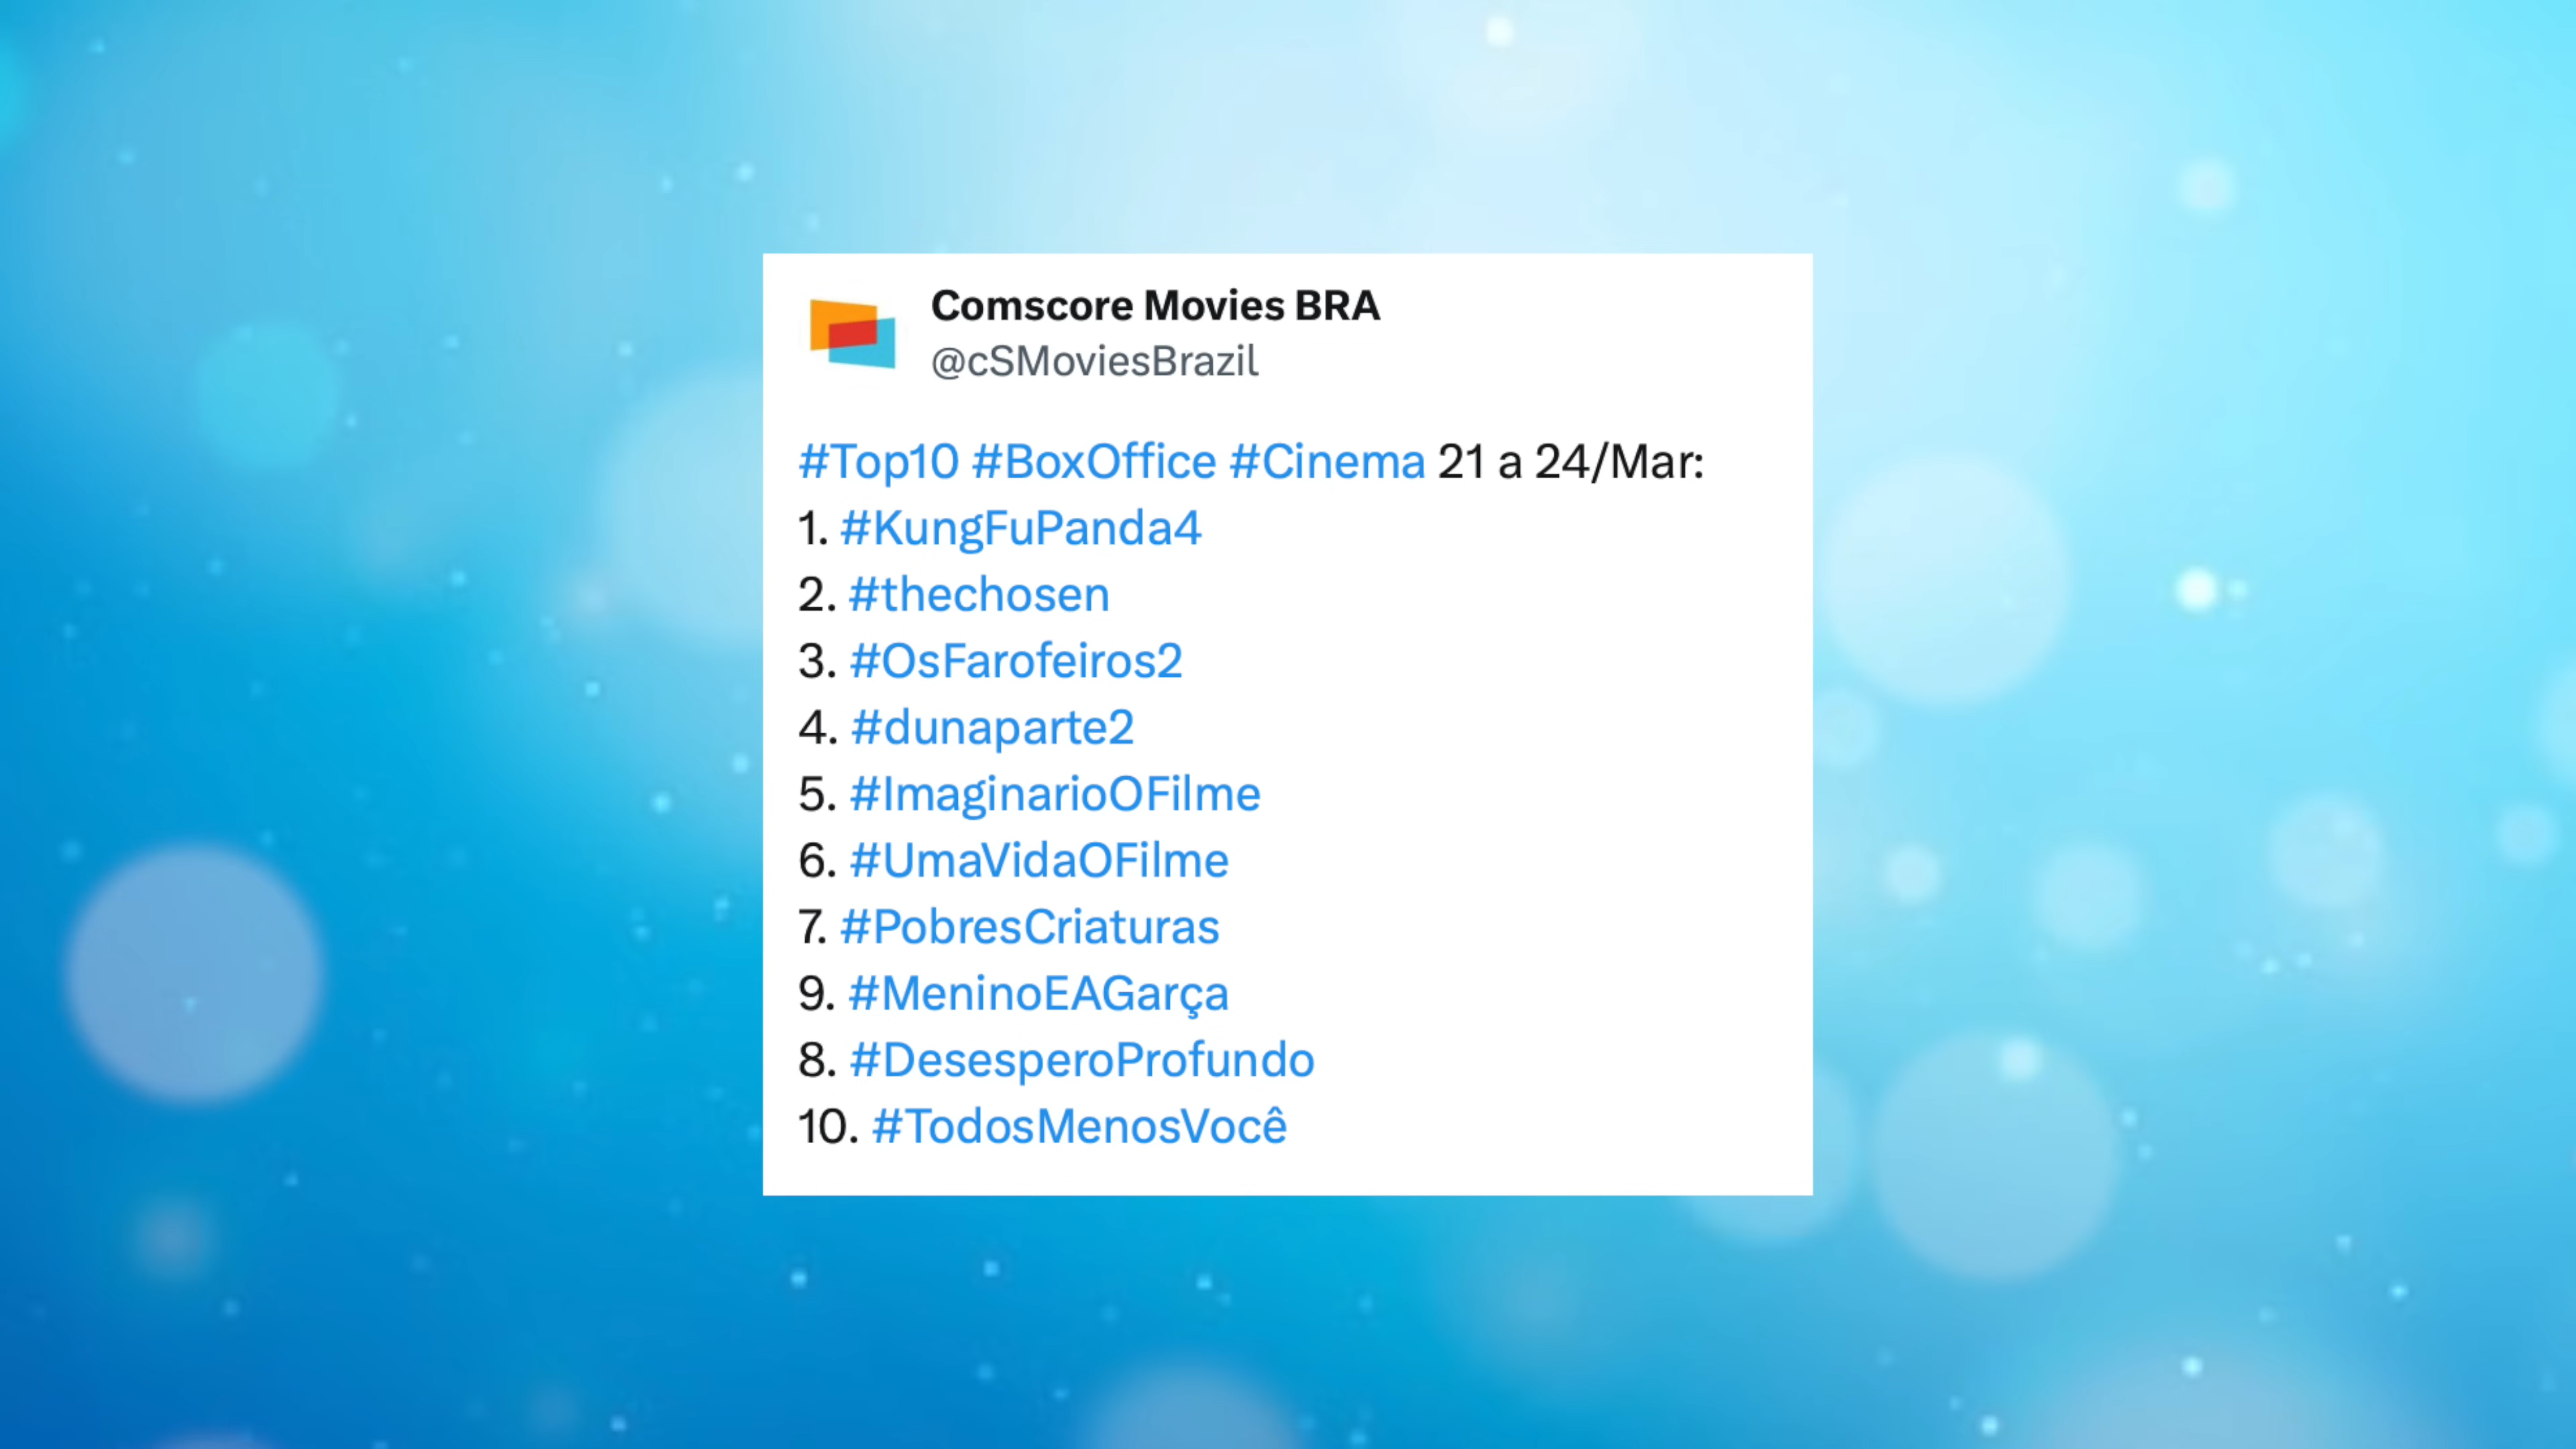 Comscore Movies BRA
@cSMoviesBrazil
#Top10 #BoxOffice #Cinema 21 a 24/Mar:
1. #KungFuPanda4
2. #thechosen
3. #OsFarofeiros2
4. #dunaparte2
5. #ImaginarioOFilme
6. #UmaVidaOFilme
7. #PobresCriaturas
9. #MeninoEAGarça
8. #DesesperoProfundo
10. #TodosMenosVocê